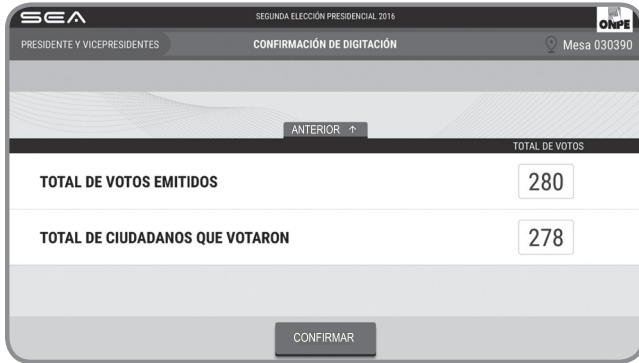 SEA
SEGUNDA ELECCIÓN PRESIDENCIAL 2016
ONPE
PRESIDENTE Y VICEPRESIDENTES
CONFIRMACIÓN DE DIGITACIÓN
Mesa 030390
ANTERIOR ↑
TOTAL DE VOTOS
TOTAL DE VOTOS EMITIDOS 280
TOTAL DE CIUDADANOS QUE VOTARON 278
CONFIRMAR